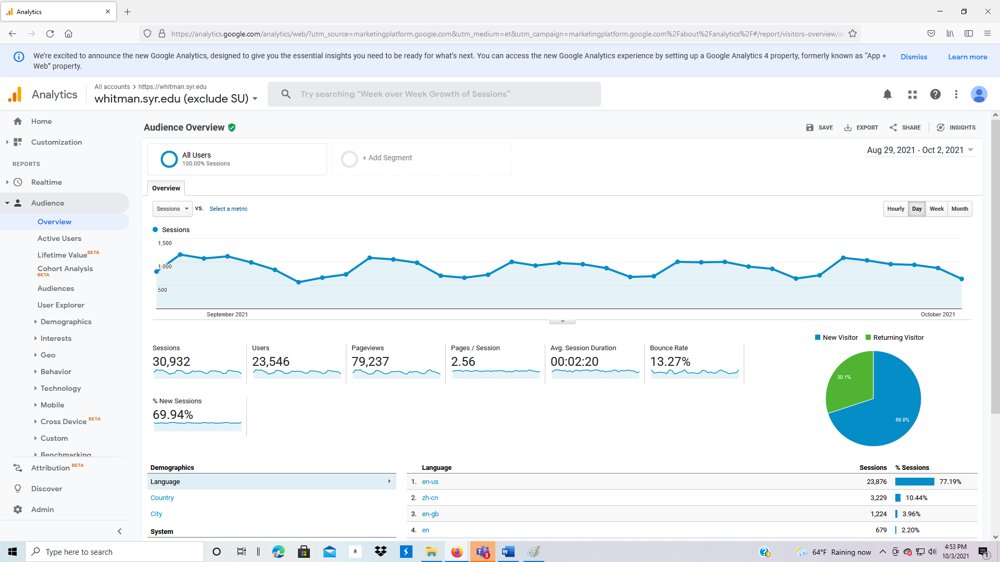 Analytics
https://analytics.google.com/analytics/web/?utm_source=marketingplatform.google.com&utm_medium=et&utm_campaign=marketingplatform.google.com%2Fabout%2Fanalytics%2F#/report/visitors-overview/a
We're excited to announce the new Google Analytics, designed to give you the essential insights you need to be ready for what's next. You can access the new Google Analytics experience by setting up a Google Analytics 4 property, formerly known as “App +
Web” property.
Dismiss
Learn more
Analytics
All accounts > https://whitman.syr.edu
whitman.syr.edu (exclude SU)
Try searching “Week over Week Growth of Sessions”
Home
Customization
REPORTS
Realtime
Audience
Overview
Active Users
Lifetime Value BETA
Cohort Analysis
BETA
Audiences
User Explorer
Demographics
Interests
Geo
Behavior
Technology
Mobile
Cross Device BETA
Custom
Benchmarking
Attribution BETA
Discover
Admin
Audience Overview
SAVE
EXPORT
SHARE
INSIGHTS
All Users
100.00% Sessions
+ Add Segment
Aug 29, 2021 - Oct 2, 2021
Overview
Sessions
vs.
Select a metric
Hourly
Day
Week
Month
Sessions
1,500
1,000
500
September 2021
October 2021
Sessions
30,932
Users
23,546
Pageviews
79,237
Pages / Session
2.56
Avg. Session Duration
00:02:20
Bounce Rate
13.27%
% New Sessions
69.94%
New Visitor
Returning Visitor
30.1%
69.9%
Demographics
Language
Country
City
System
Language Sessions % Sessions
1. en-us 23,876 77.19%
2. zh-cn 3,229 10.44%
3. en-gb 1,224 3.96%
4. en 679 2.20%
Type here to search
a
3
W
64°F Raining now
4:53 PM
10/3/2021
1